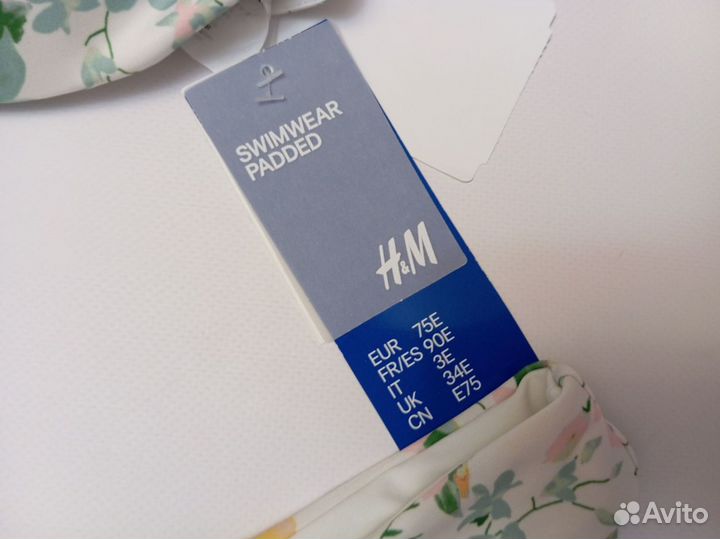 SWIMWEAR
PADDED
H&M
EUR 75E
FR/ES 90E
IT 3E
UK 34E
CN E75
Avito